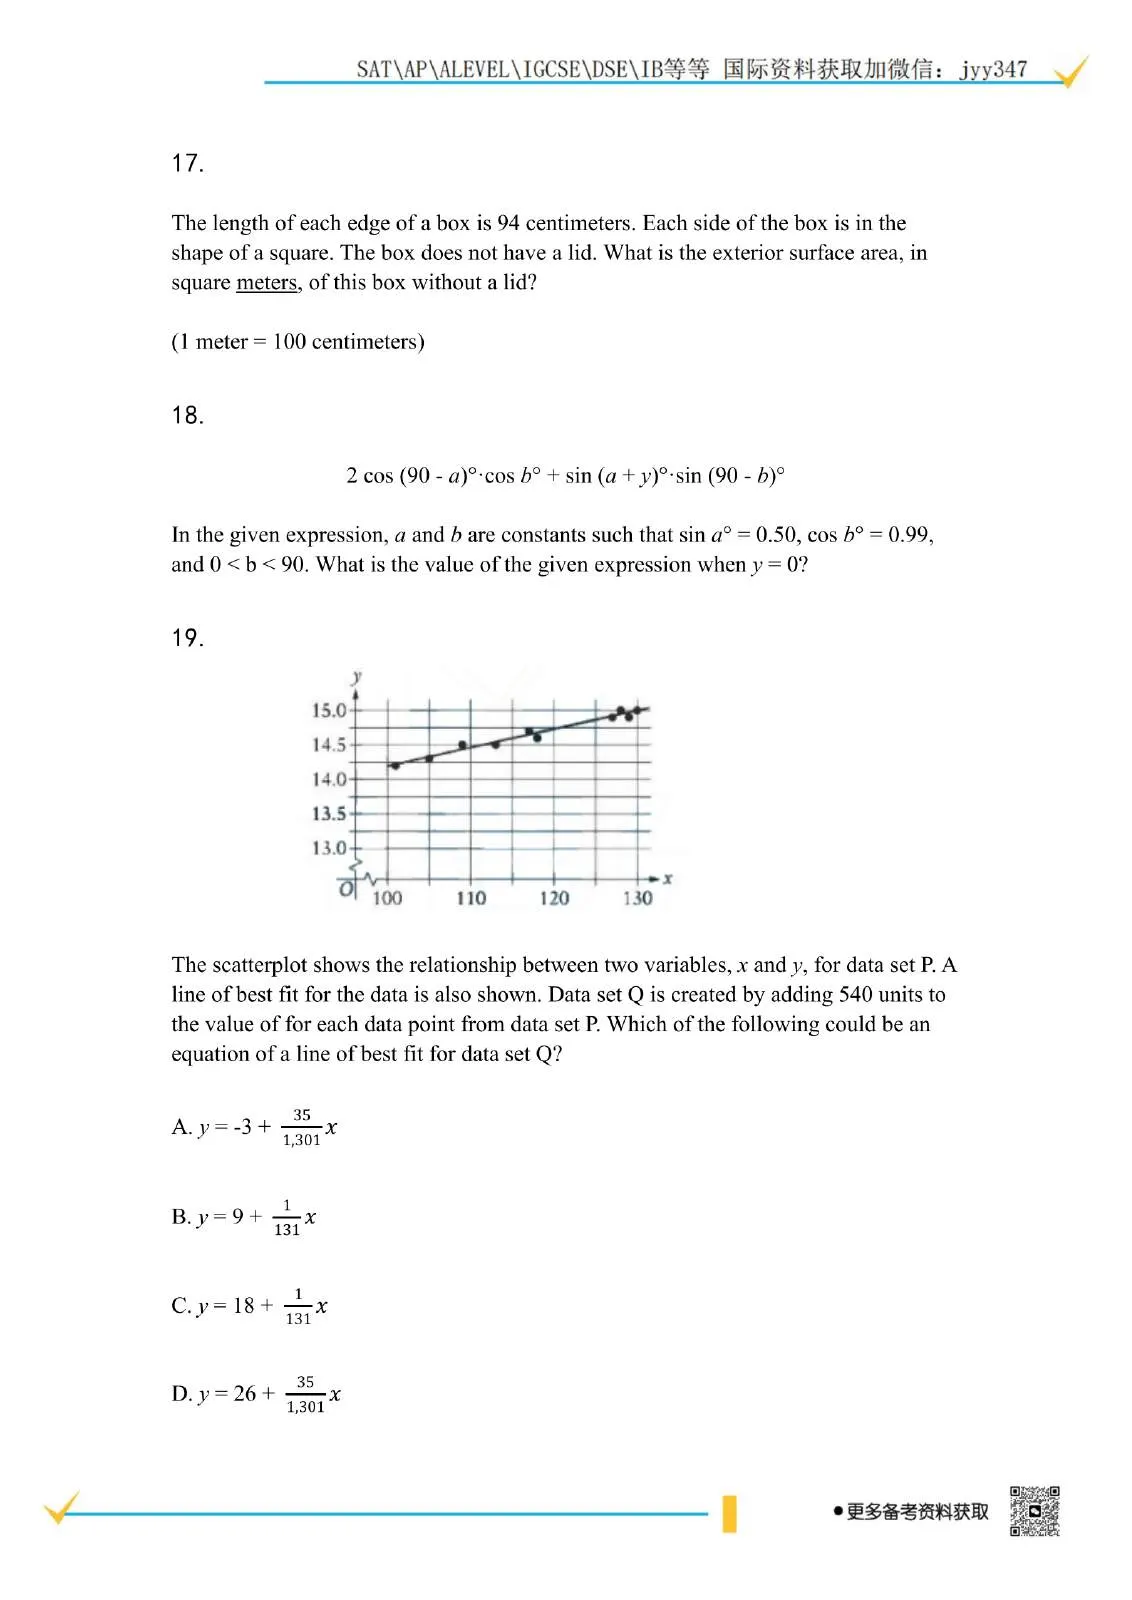 SAT\AP\ALEVEL\IGCSE\DSE\IB等等 国际资料获取加微信：jyy347
17.
The length of each edge of a box is 94 centimeters. Each side of the box is in the
shape of a square. The box does not have a lid. What is the exterior surface area, in
square meters, of this box without a lid?
(1 meter = 100 centimeters)
18.
2 cos (90 - a)°·cos b° + sin (a + y)°·sin (90 - b)°
In the given expression, a and b are constants such that sin a° = 0.50, cos b° = 0.99,
and 0 < b < 90. What is the value of the given expression when y = 0?
19.
y
15.0
14.5
14.0
13.5
13.0
O
100 110 120 130 x
The scatterplot shows the relationship between two variables, x and y, for data set P. A
line of best fit for the data is also shown. Data set Q is created by adding 540 units to
the value of for each data point from data set P. Which of the following could be an
equation of a line of best fit for data set Q?
A. y = -3 + 35/1,301 x
B. y = 9 + 1/131 x
C. y = 18 + 1/131 x
D. y = 26 + 35/1,301 x
●更多备考资料获取